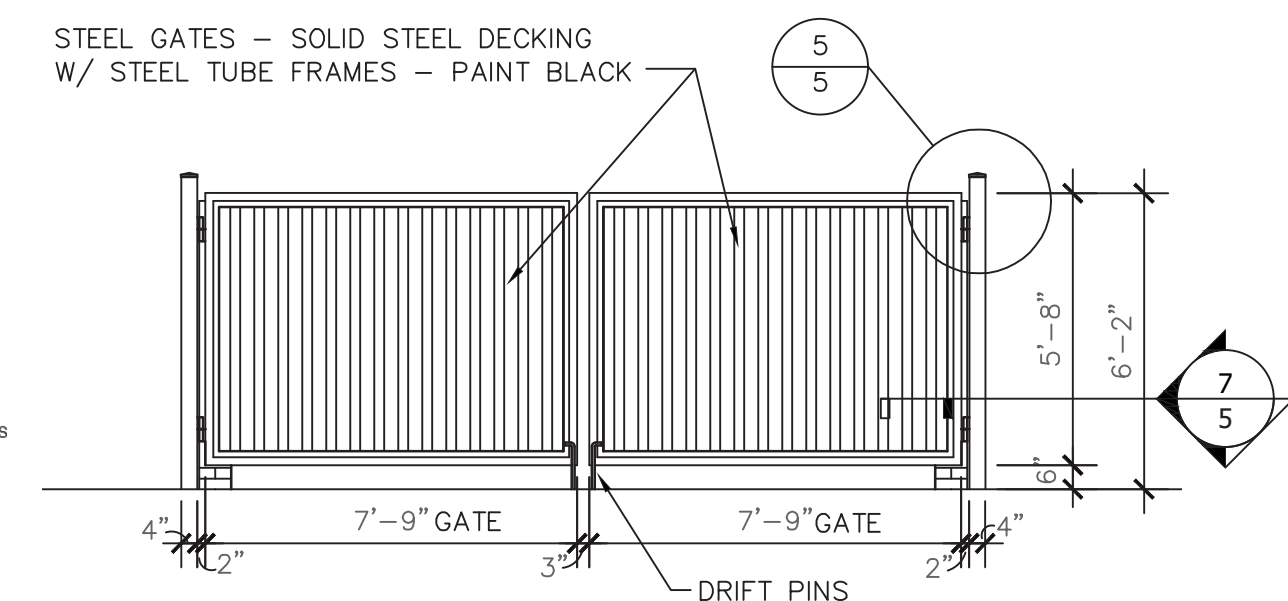 STEEL GATES – SOLID STEEL DECKING
W/ STEEL TUBE FRAMES – PAINT BLACK
5
5
5'–8"
6'–2"
7
5
s
6"
4"
2"
7'–9" GATE
3"
7'–9" GATE
2"
4"
DRIFT PINS